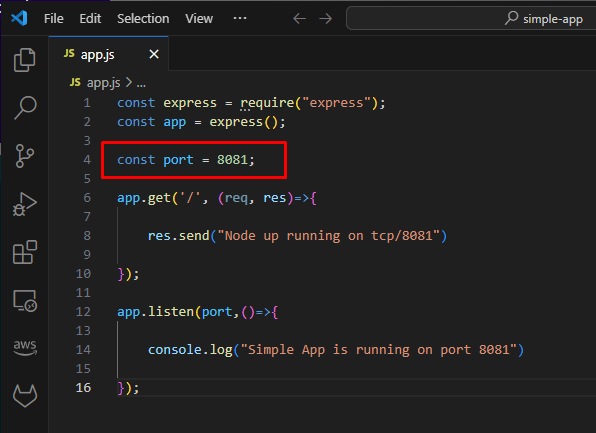 File Edit Selection View ... simple-app
JS app.js
JS app.js > ...
1 const express = require("express");
2 const app = express();
3
4 const port = 8081;
5
6 app.get('/', (req, res)=>{
7
8 res.send("Node up running on tcp/8081")
9
10 });
11
12 app.listen(port,()=>{
13
14 console.log("Simple App is running on port 8081")
15
16 });
aws